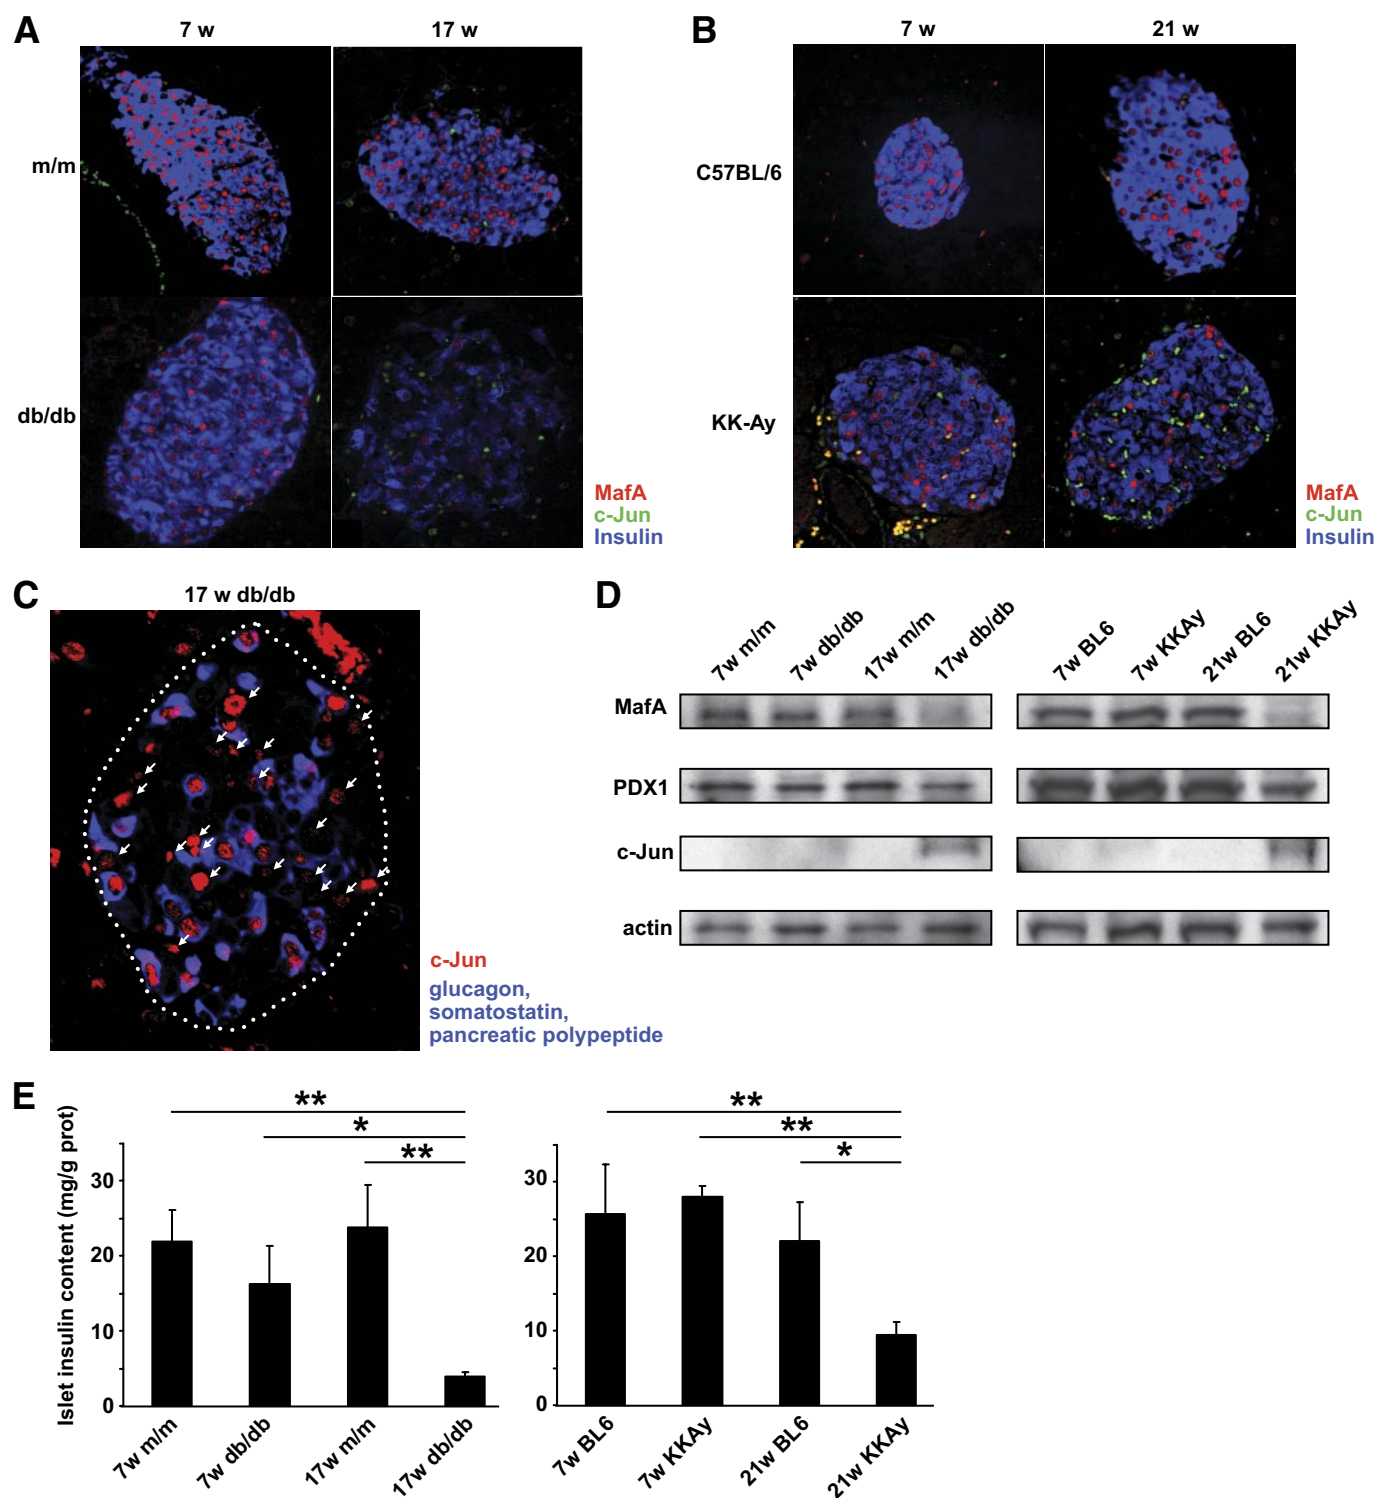 A
7 w
17 w
m/m
db/db
MafA
c-Jun
Insulin
B
7 w
21 w
C57BL/6
KK-Ay
MafA
c-Jun
Insulin
C
17 w db/db
c-Jun
glucagon,
somatostatin,
pancreatic polypeptide
D
7w m/m
7w db/db
17w m/m
17w db/db
7w BL6
7w KKAy
21w BL6
21w KKAy
MafA
PDX1
c-Jun
actin
E
Islet insulin content (mg/g prot)
**
*
**
30
20
10
0
7w m/m
7w db/db
17w m/m
17w db/db
**
**
*
30
20
10
0
7w BL6
7w KKAy
21w BL6
21w KKAy